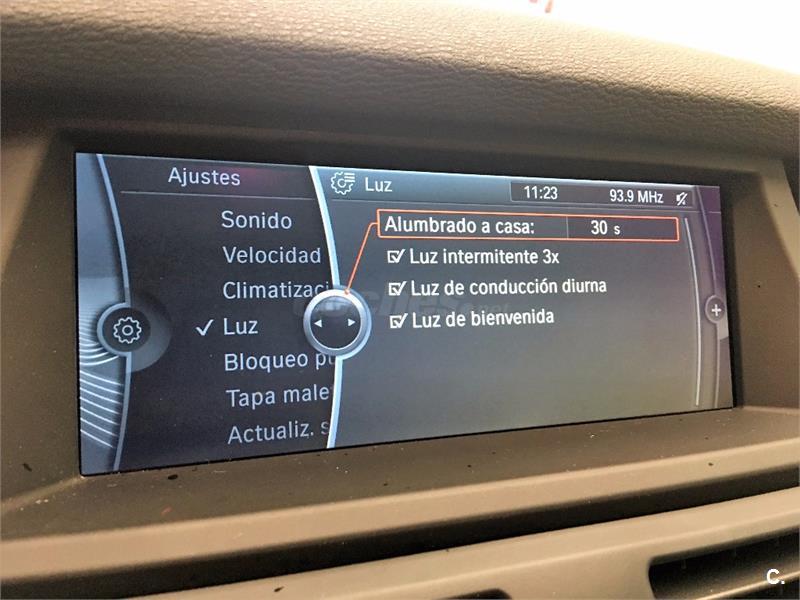 Ajustes
Sonido
Velocidad
Climatizaci
✓ Luz
Bloqueo p
Tapa male
Actualiz. s
Luz
11:23
93.9 MHz
Alumbrado a casa: 30 s
Luz intermitente 3x
Luz de conducción diurna
Luz de bienvenida
C.